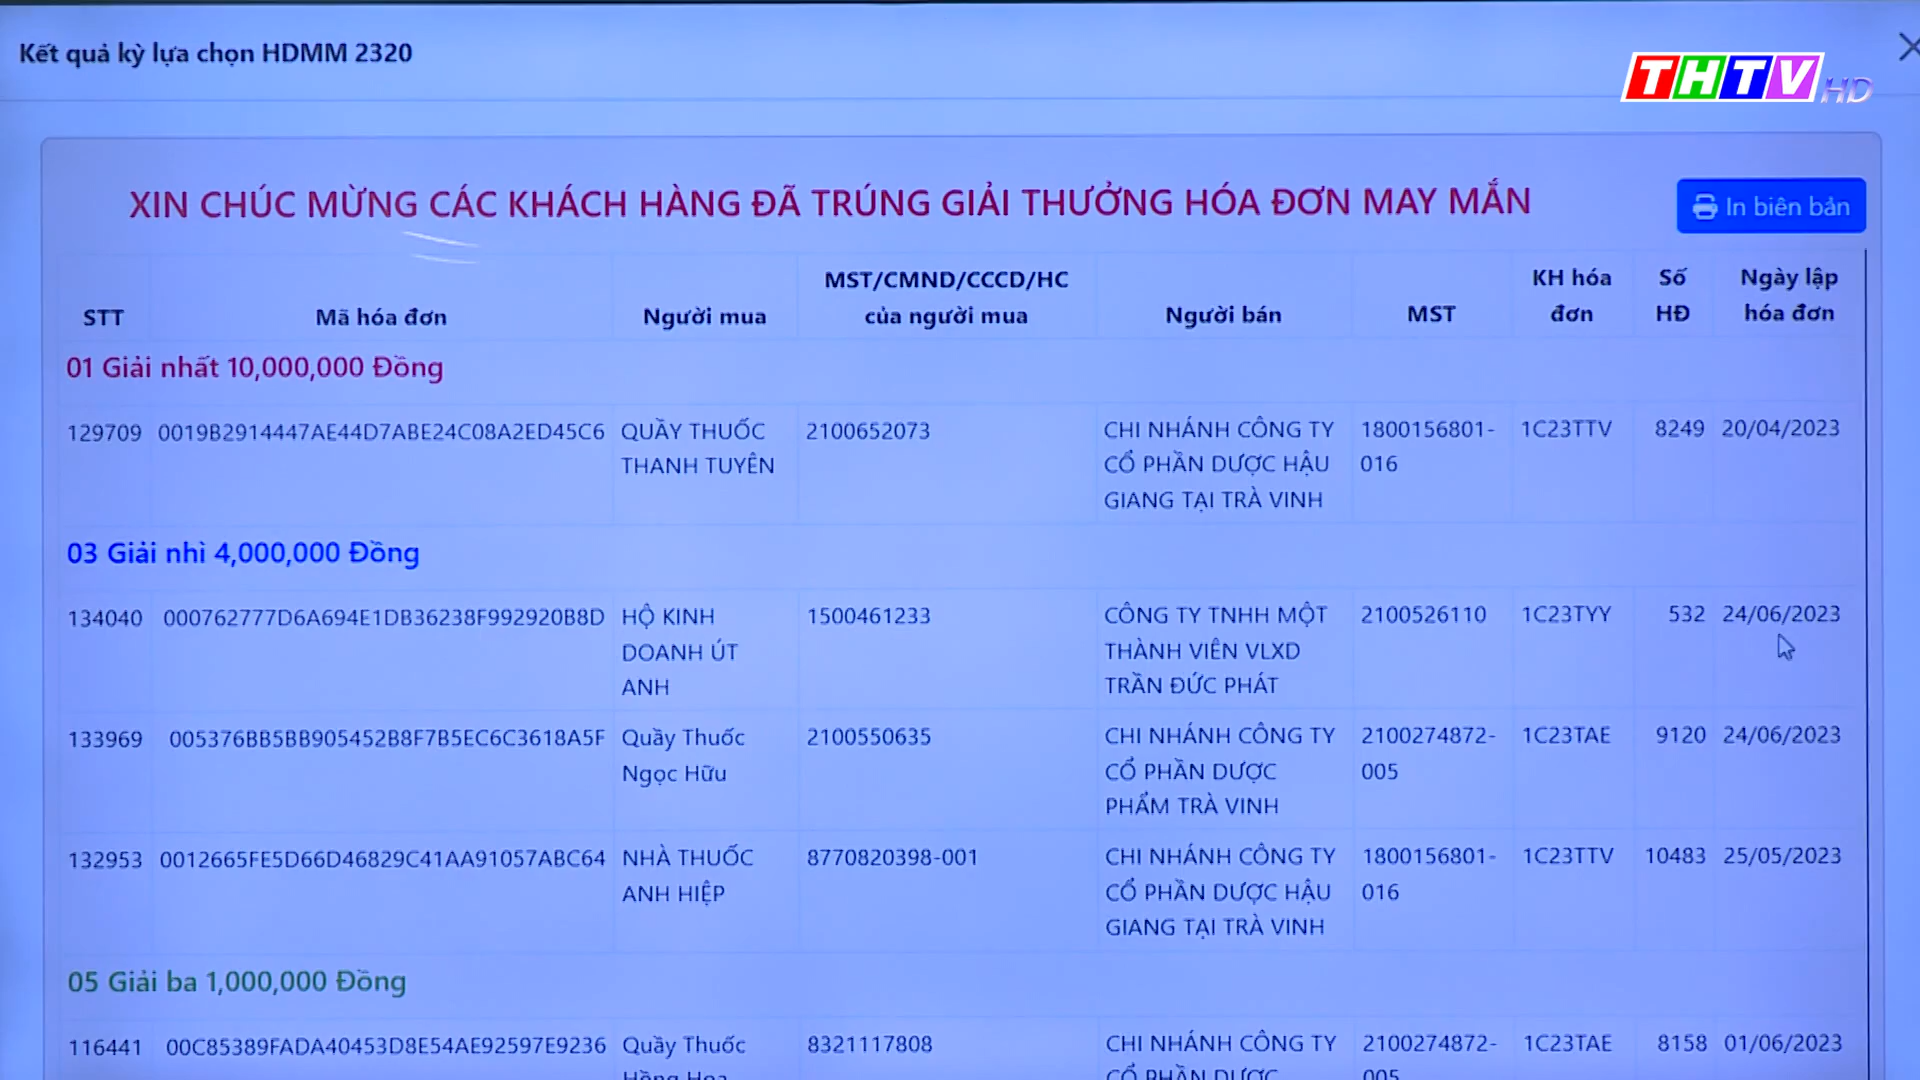 Kết quả kỳ lựa chọn HDMM 2320
THTV HD
XIN CHÚC MỪNG CÁC KHÁCH HÀNG ĐÃ TRÚNG GIẢI THƯỞNG HÓA ĐƠN MAY MẮN
In biên bản
STT Mã hóa đơn Người mua MST/CMND/CCCD/HC của người mua Người bán MST KH hóa đơn Số HĐ Ngày lập hóa đơn
01 Giải nhất 10,000,000 Đồng
129709 0019B2914447AE44D7ABE24C08A2ED45C6 QUẦY THUỐC 2100652073 CHI NHÁNH CÔNG TY 1800156801- 1C23TTV 8249 20/04/2023
THANH TUYÊN CỔ PHẦN DƯỢC HẬU 016
GIANG TẠI TRÀ VINH
03 Giải nhì 4,000,000 Đồng
134040 000762777D6A694E1DB36238F992920B8D HỘ KINH 1500461233 CÔNG TY TNHH MỘT 2100526110 1C23TYY 532 24/06/2023
DOANH ÚT THÀNH VIÊN VLXD
ANH TRẦN ĐỨC PHÁT
133969 005376BB5BB905452B8F7B5EC6C3618A5F Quầy Thuốc 2100550635 CHI NHÁNH CÔNG TY 2100274872- 1C23TAE 9120 24/06/2023
Ngọc Hữu CỔ PHẦN DƯỢC 005
PHẨM TRÀ VINH
132953 0012665FE5D66D46829C41AA91057ABC64 NHÀ THUỐC 8770820398-001 CHI NHÁNH CÔNG TY 1800156801- 1C23TTV 10483 25/05/2023
ANH HIỆP CỔ PHẦN DƯỢC HẬU 016
GIANG TẠI TRÀ VINH
05 Giải ba 1,000,000 Đồng
116441 00C85389FADA40453D8E54AE92597E9236 Quầy Thuốc 8321117808 CHI NHÁNH CÔNG TY 2100274872- 1C23TAE 8158 01/06/2023
Hồng Hoa CỔ PHẦN DƯỢC 005